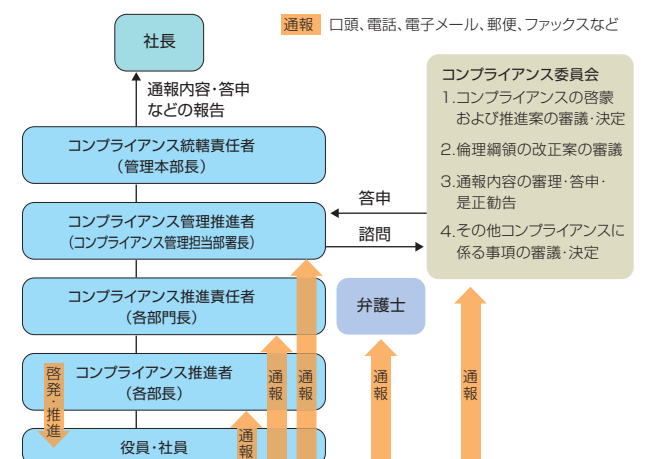 通報 口頭、電話、電子メール、郵便、ファックスなど
社長
通報内容・答申
などの報告
コンプライアンス統轄責任者
(管理本部長)
コンプライアンス管理推進者
(コンプライアンス管理担当部署長)
コンプライアンス推進責任者
(各部門長)
コンプライアンス推進者
(各部長)
役員・社員
啓発・推進
通報
通報
通報
答申
諮問
弁護士
通報
コンプライアンス委員会
1.コンプライアンスの啓蒙
および推進案の審議・決定
2.倫理綱領の改正案の審議
3.通報内容の審理・答申・
是正勧告
4.その他コンプライアンスに
係る事項の審議・決定
通報